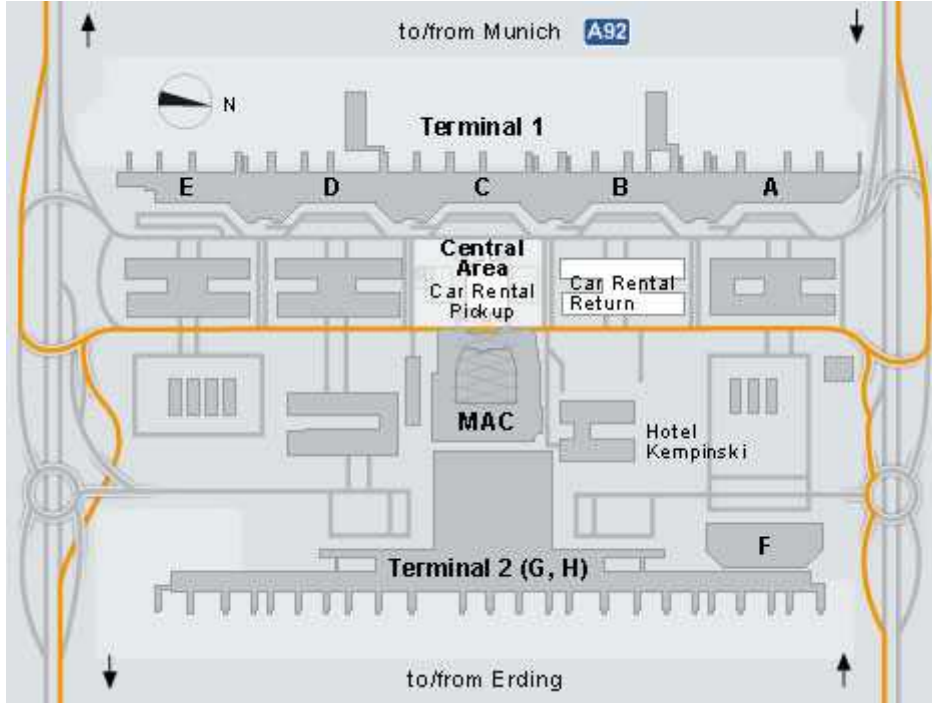 to/from Munich A92
N
Terminal 1
E D C B A
Central
Area
Car Rental
Pickup
Car Rental
Return
MAC
Hotel
Kempinski
F
Terminal 2 (G, H)
to/from Erding